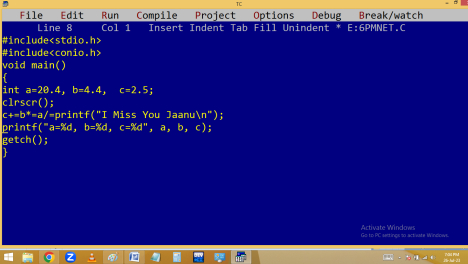 TC
File Edit Run Compile Project Options Debug Break/watch
Line 8 Col 1 Insert Indent Tab Fill Unindent * E:6PMNET.C
#include<stdio.h>
#include<conio.h>
void main()
{
int a=20.4, b=4.4, c=2.5;
clrscr();
c+=b*=a/=printf("I Miss You Jaanu\n");
printf("a=%d, b=%d, c=%d", a, b, c);
getch();
}
Activate Windows
Go to PC settings to activate Windows.